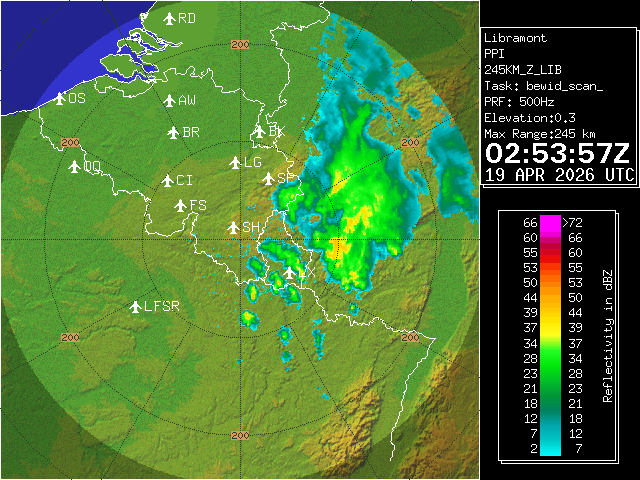 RD
200
OS
AW
BR
BK
200
200
QQ
LG
CI
SP
FS
SH
LX
LFSR
200
200
200
Libramont
PPI
245KM_Z_LIB
Task: bewid_scan_
PRF: 500Hz
Elevation:0.3
Max Range:245 km
02:53:57Z
19 APR 2026 UTC
66 >72
60 66
55 60
53 55
50 53
44 50
39 44
37 39
34 37
28 34
23 28
21 23
18 21
12 18
7 12
2 7
Reflectivity in dBZ